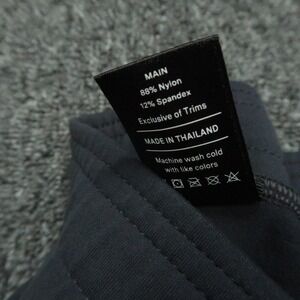 MAIN
88% Nylon
12% Spandex
Exclusive of Trims
MADE IN THAILAND
Machine wash cold
with like colors